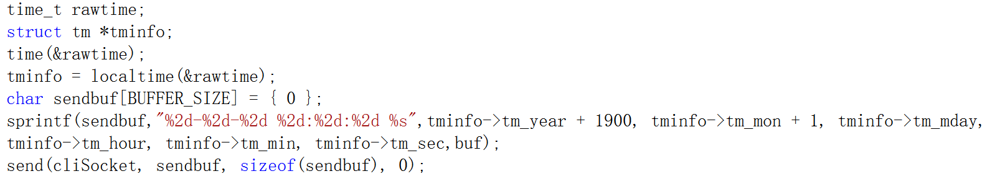 time_t rawtime;
struct tm *tminfo;
time(&rawtime);
tminfo = localtime(&rawtime);
char sendbuf[BUFFER_SIZE] = { 0 };
sprintf(sendbuf,"%2d-%2d-%2d %2d:%2d:%2d %s",tminfo->tm_year + 1900, tminfo->tm_mon + 1, tminfo->tm_mday,
tminfo->tm_hour, tminfo->tm_min, tminfo->tm_sec,buf);
send(cliSocket, sendbuf, sizeof(sendbuf), 0);